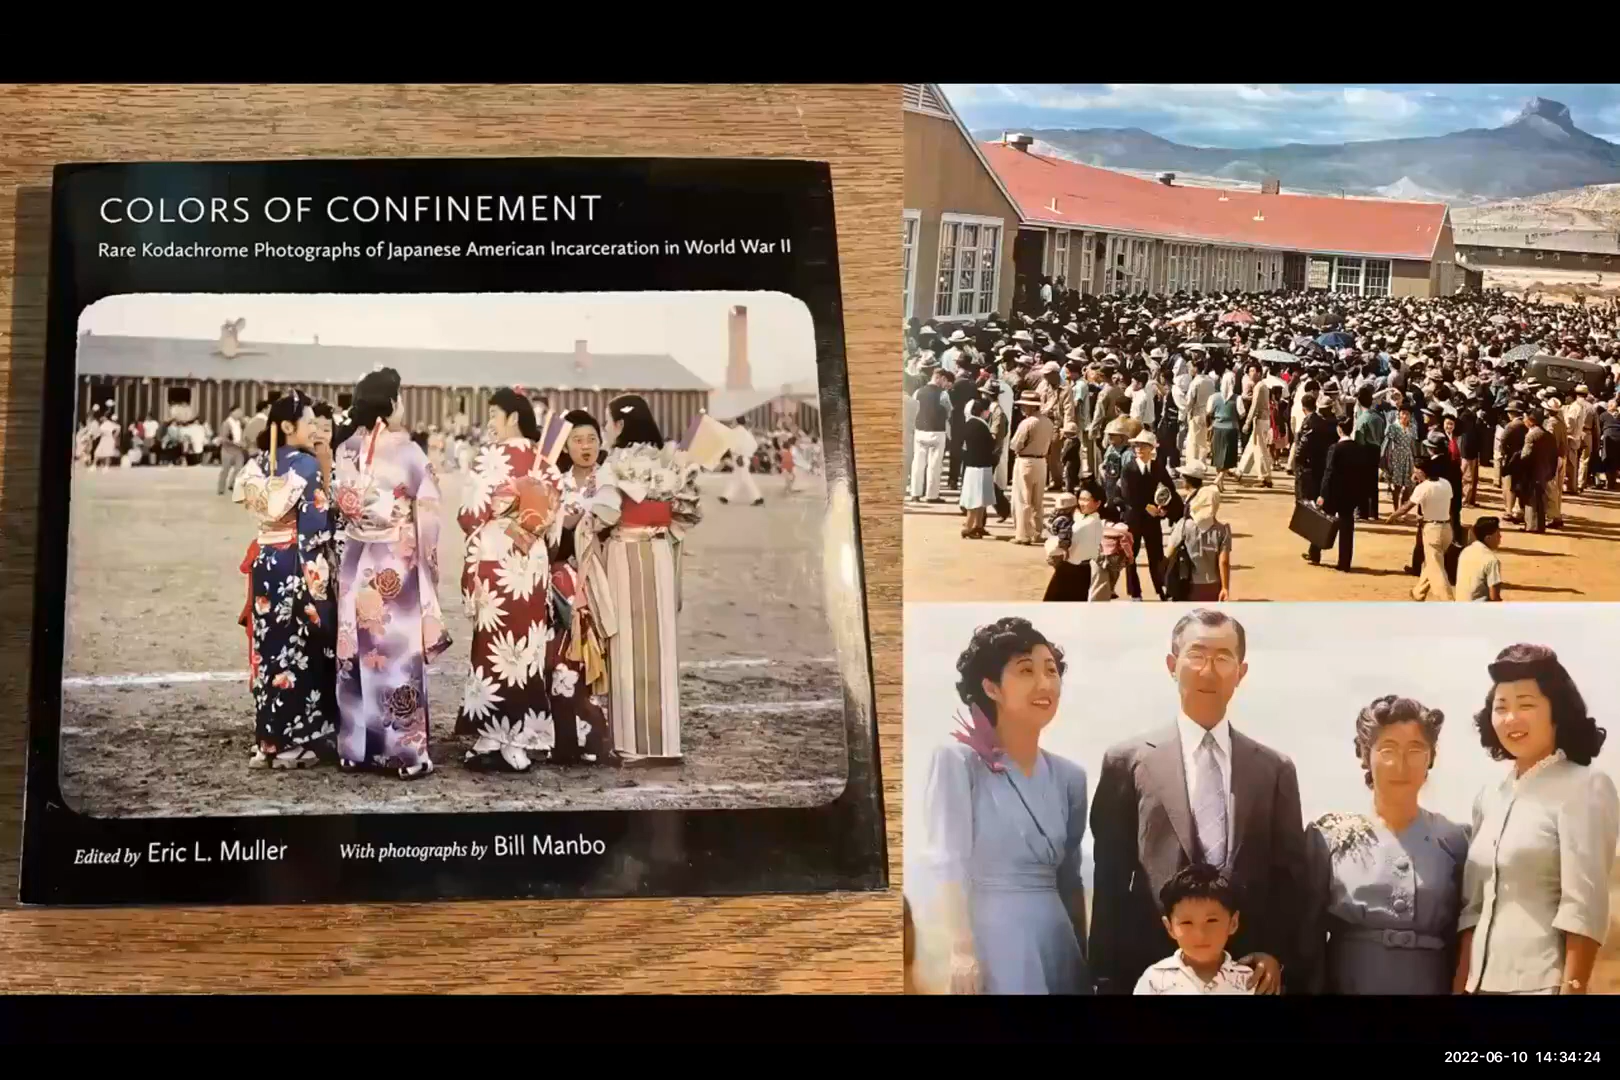 COLORS OF CONFINEMENT
Rare Kodachrome Photographs of Japanese American Incarceration in World War II
Edited by Eric L. Muller
With photographs by Bill Manbo
2022-06-10 14:34:24